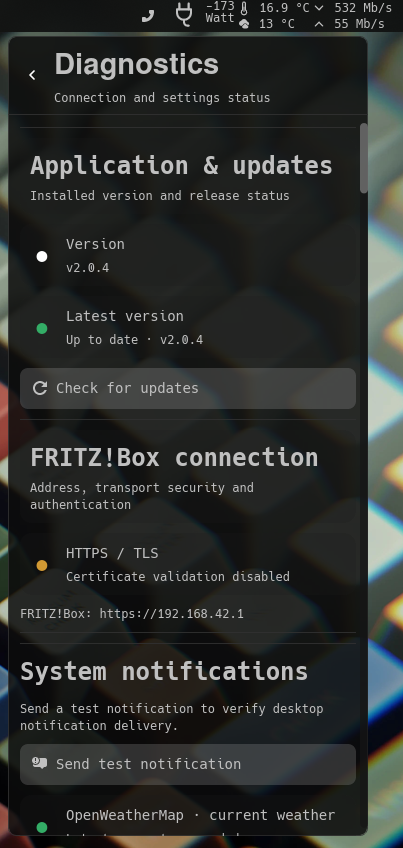 -173
Watt
16.9 °C
13 °C
532 Mb/s
55 Mb/s
Diagnostics
Connection and settings status
Application & updates
Installed version and release status
Version
v2.0.4
Latest version
Up to date · v2.0.4
Check for updates
FRITZ!Box connection
Address, transport security and
authentication
HTTPS / TLS
Certificate validation disabled
FRITZ!Box: https://192.168.42.1
System notifications
Send a test notification to verify desktop
notification delivery.
Send test notification
OpenWeatherMap · current weather